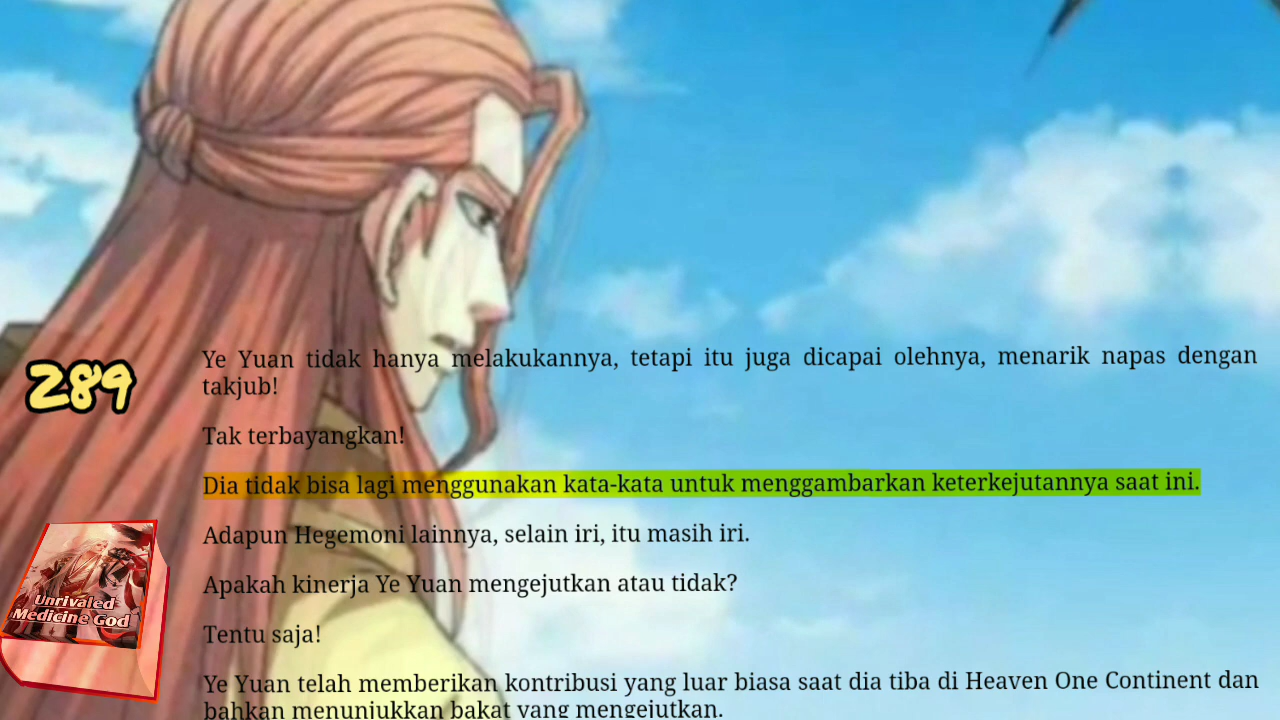 Ye Yuan tidak hanya melakukannya, tetapi itu juga dicapai olehnya, menarik napas dengan
takjub!
289
Tak terbayangkan!
Dia tidak bisa lagi menggunakan kata-kata untuk menggambarkan keterkejutannya saat ini.
Adapun Hegemoni lainnya, selain iri, itu masih iri.
Apakah kinerja Ye Yuan mengejutkan atau tidak?
Unrivaled
Medicine God
Tentu saja!
Ye Yuan telah memberikan kontribusi yang luar biasa saat dia tiba di Heaven One Continent dan
bahkan menunjukkan bakat yang mengejutkan.